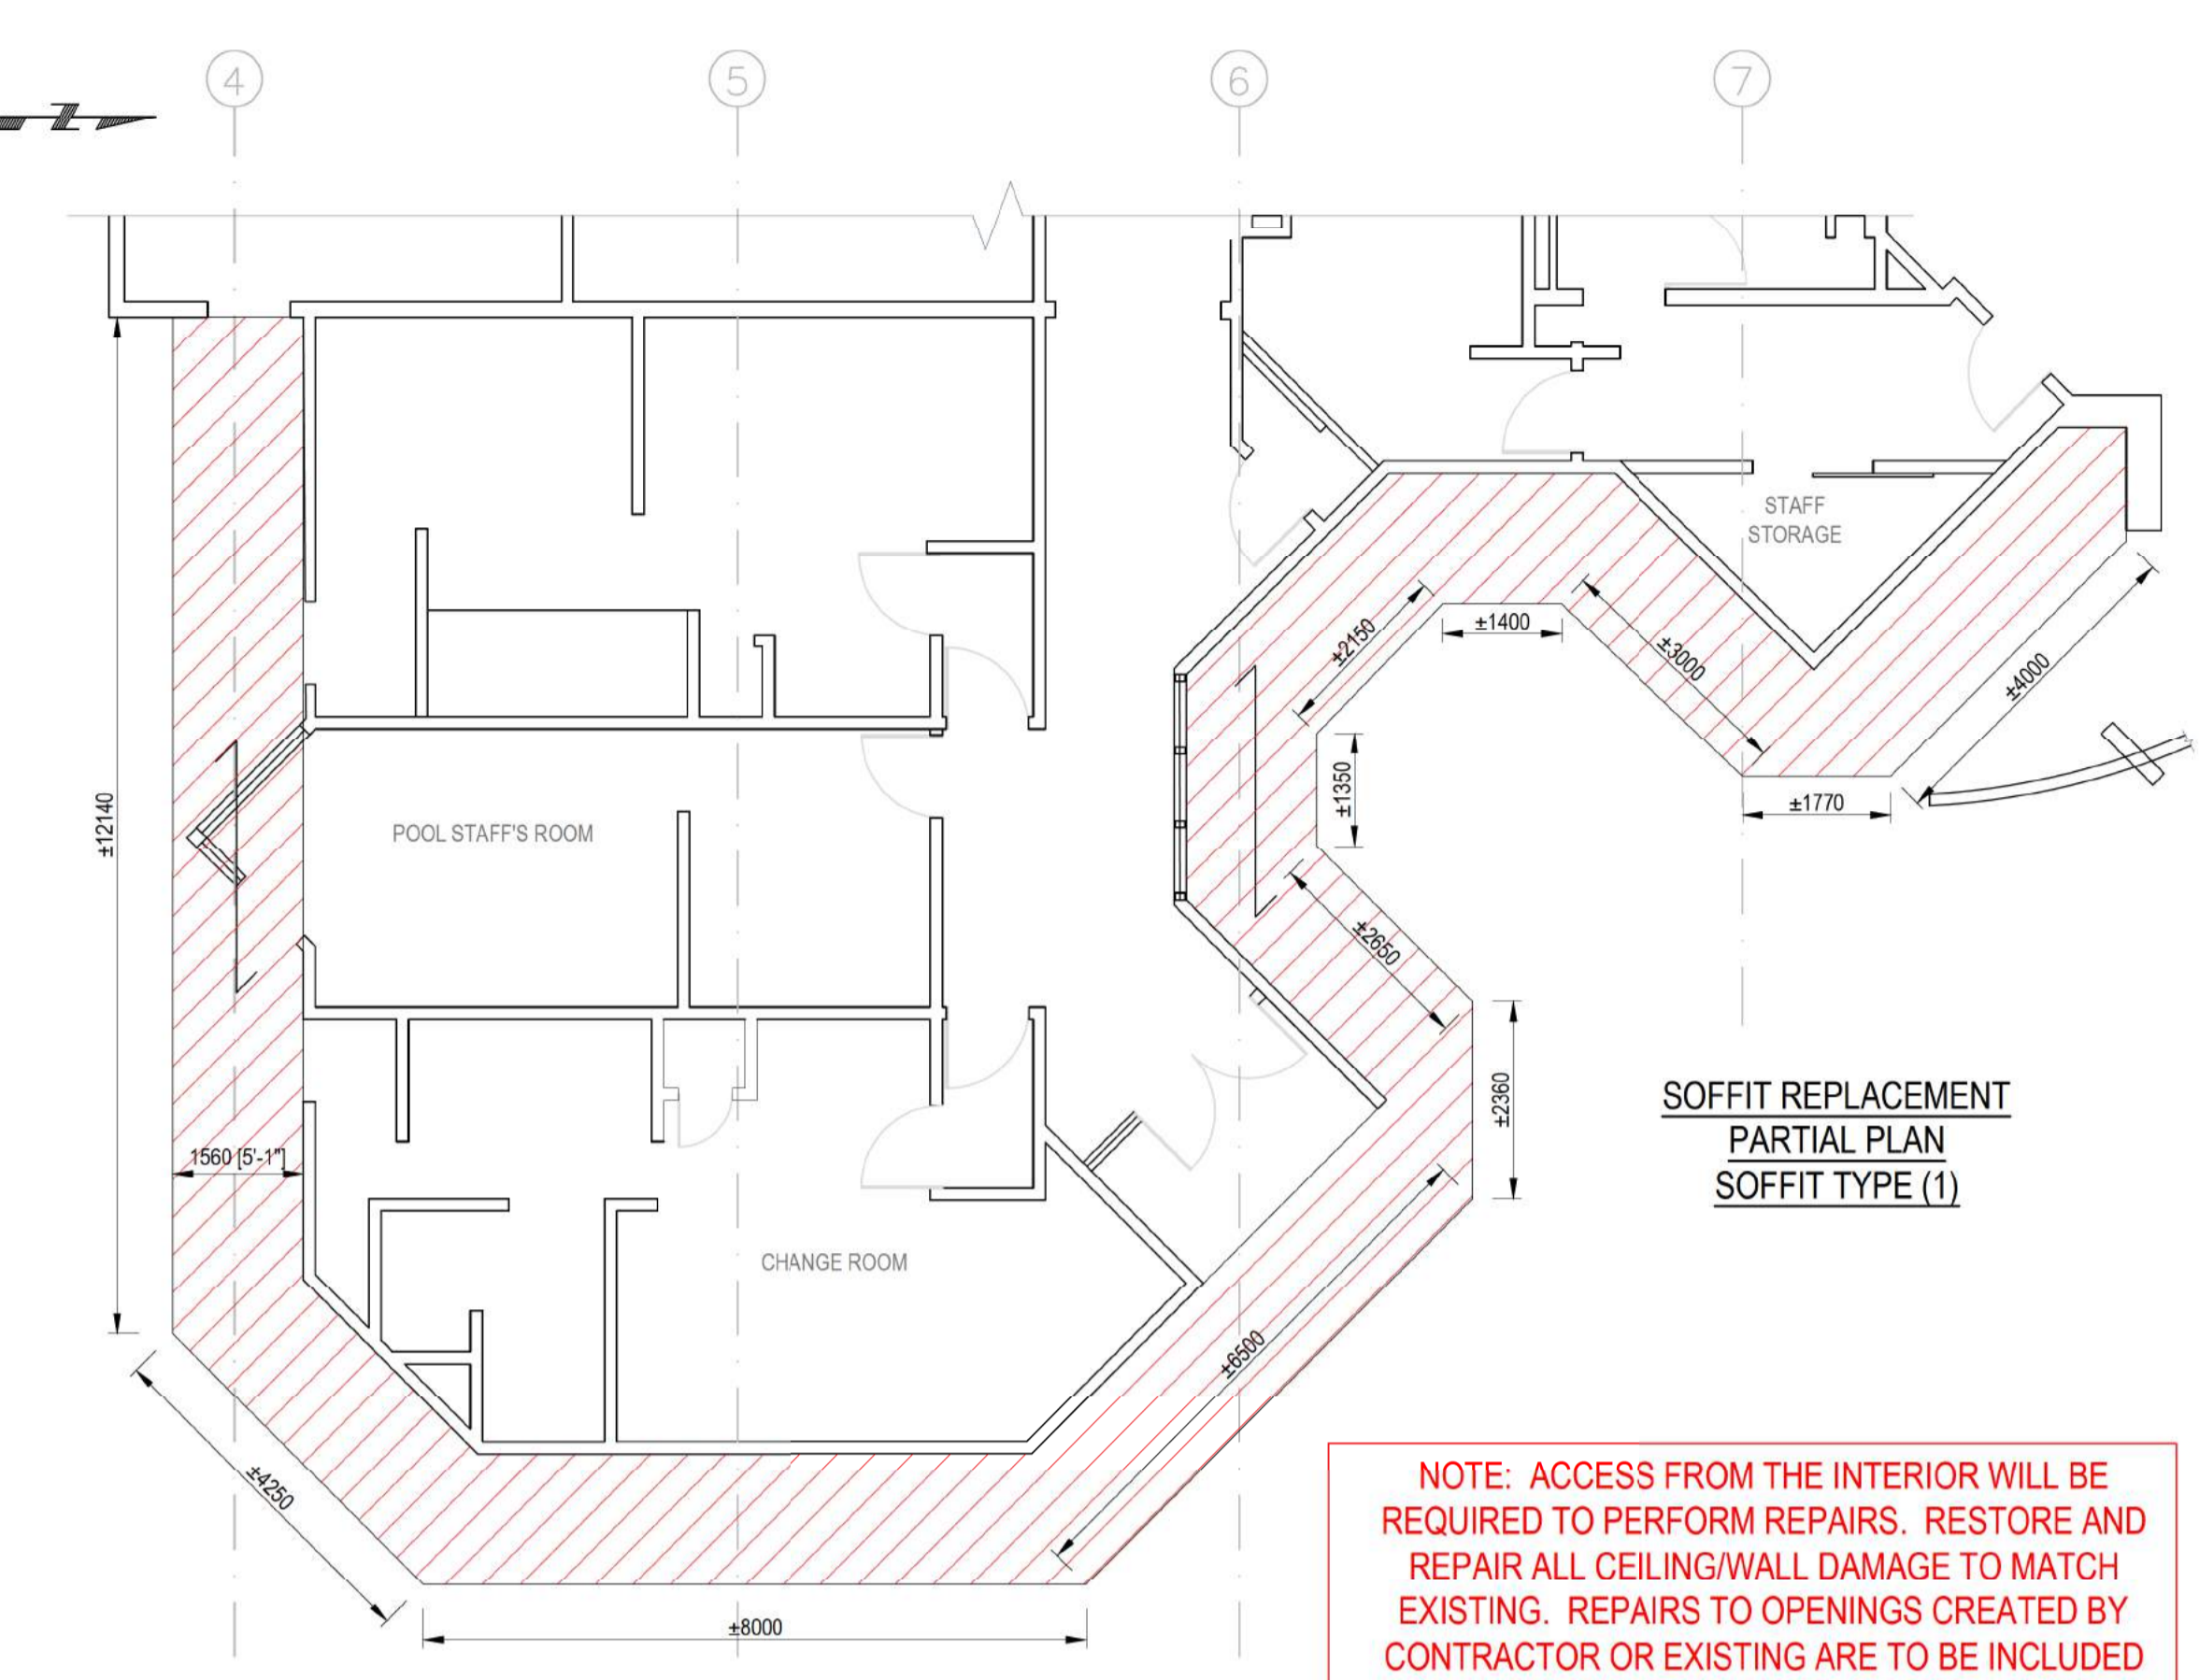 4
5
6
7
STAFF
STORAGE
±2150
±1400
±3000
±4000
±1350
±1770
±12140
POOL STAFF'S ROOM
±2650
±2360
1560 [5'-1"]
SOFFIT REPLACEMENT
PARTIAL PLAN
SOFFIT TYPE (1)
CHANGE ROOM
±6500
±4250
±8000
NOTE: ACCESS FROM THE INTERIOR WILL BE
REQUIRED TO PERFORM REPAIRS. RESTORE AND
REPAIR ALL CEILING/WALL DAMAGE TO MATCH
EXISTING. REPAIRS TO OPENINGS CREATED BY
CONTRACTOR OR EXISTING ARE TO BE INCLUDED